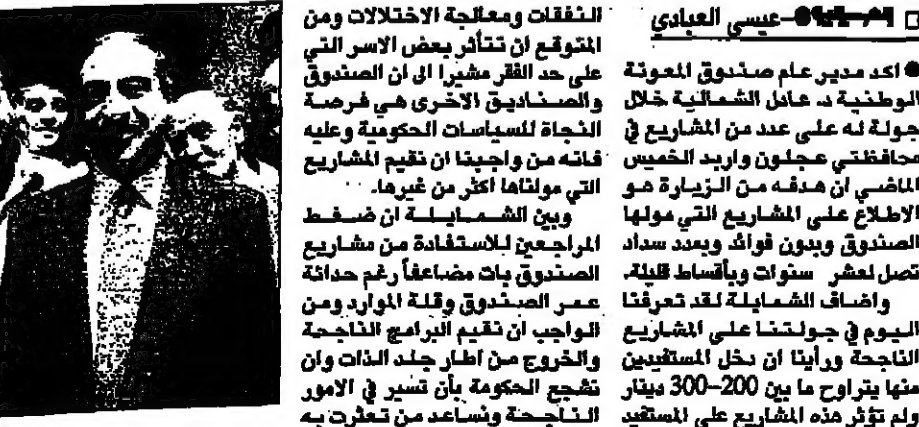 عيسى العبادي
● اكد مدير عام صندوق المعونة
الوطنية د. عادل الشمالية خلال
جولة له على عدد من المشاريع في
محافظتي عجلون واربد الخميس
الماضي ان هدفه من الزيارة هو
الاطلاع على المشاريع التي مولها
الصندوق وبدون فوائد وبمدد سداد
تصل لعشر سنوات وبأقساط قليلة.
واضاف الشمايلة لقد تعرفنا
اليوم في جولتنا على المشاريع
الناجحة ورأينا ان دخل المستفيدين
منها يتراوح ما بين 200–300 دينار
ولم تؤثر هذه المشاريع على المستفيد
النفقات ومعالجة الاختلالات ومن
المتوقع ان تتأثر بعض الاسر التي
على حد الفقر مشيرا الى ان الصندوق
والصناديق الاخرى هي فرصة
النجاة للسياسات الحكومية وعليه
فانه من واجبنا ان نقيم المشاريع
التي مولناها اكثر من غيرها.
وبين الشمايلة ان ضغط
المراجعين للاستفادة من مشاريع
الصندوق بات مضاعفاً رغم حداثة
عمر الصندوق وقلة الموارد ومن
الواجب ان نقيم البرامج الناجحة
والخروج من اطار جلد الذات وان
نشجع الحكومة بأن تسير في الامور
الناجحة ونساعد من تعثرت به